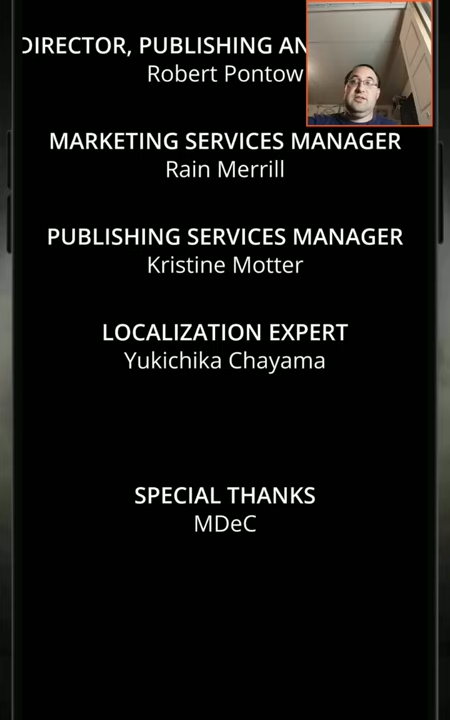 DIRECTOR, PUBLISHING AN
Robert Pontow
MARKETING SERVICES MANAGER
Rain Merrill
PUBLISHING SERVICES MANAGER
Kristine Motter
LOCALIZATION EXPERT
Yukichika Chayama
SPECIAL THANKS
MDeC